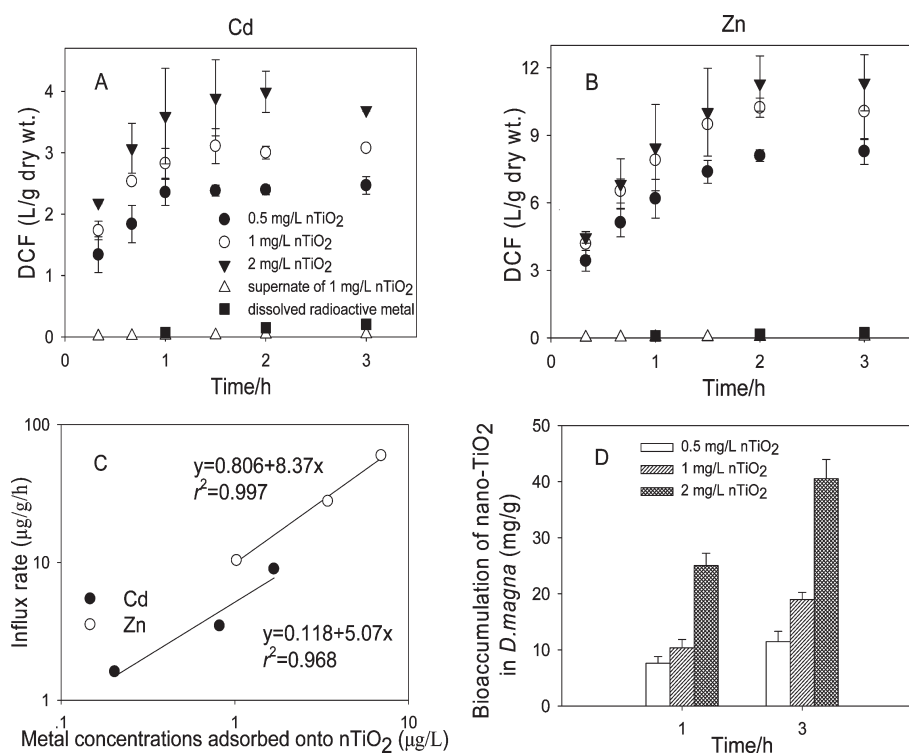 Cd
Zn
A
DCF (L/g dry wt.)
4
3
2
1
0
0.5 mg/L nTiO2
1 mg/L nTiO2
2 mg/L nTiO2
supernate of 1 mg/L nTiO2
dissolved radioactive metal
0 1 2 3
Time/h
B
DCF (L/g dry wt.)
12
9
6
3
0
0 1 2 3
Time/h
C
Influx rate (µg/g/h)
100
10
1
y=0.806+8.37x
r2=0.997
Cd
Zn
y=0.118+5.07x
r2=0.968
.1 1 10
Metal concentrations adsorbed onto nTiO2 (µg/L)
D
Bioaccumulation of nano-TiO2
in D.magna (mg/g)
50
40
30
20
10
0
0.5 mg/L nTiO2
1 mg/L nTiO2
2 mg/L nTiO2
1 3
Time/h